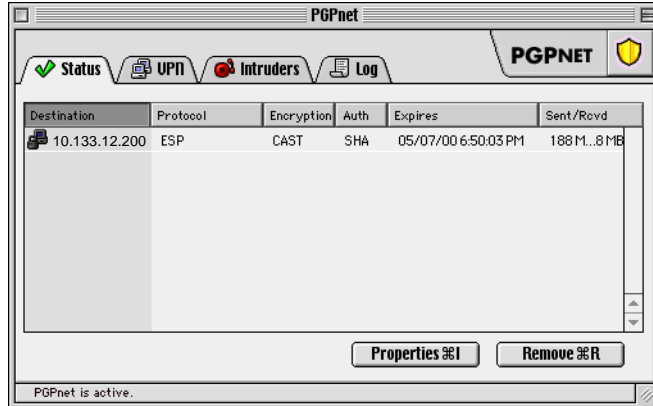 PGPnet
Status VPN Intruders Log PGPNET
Destination Protocol Encryption Auth Expires Sent/Rcvd
10.133.12.200 ESP CAST SHA 05/07/00 6:50:03 PM 188 M...8 MB
Properties ⌘I Remove ⌘R
PGPnet is active.